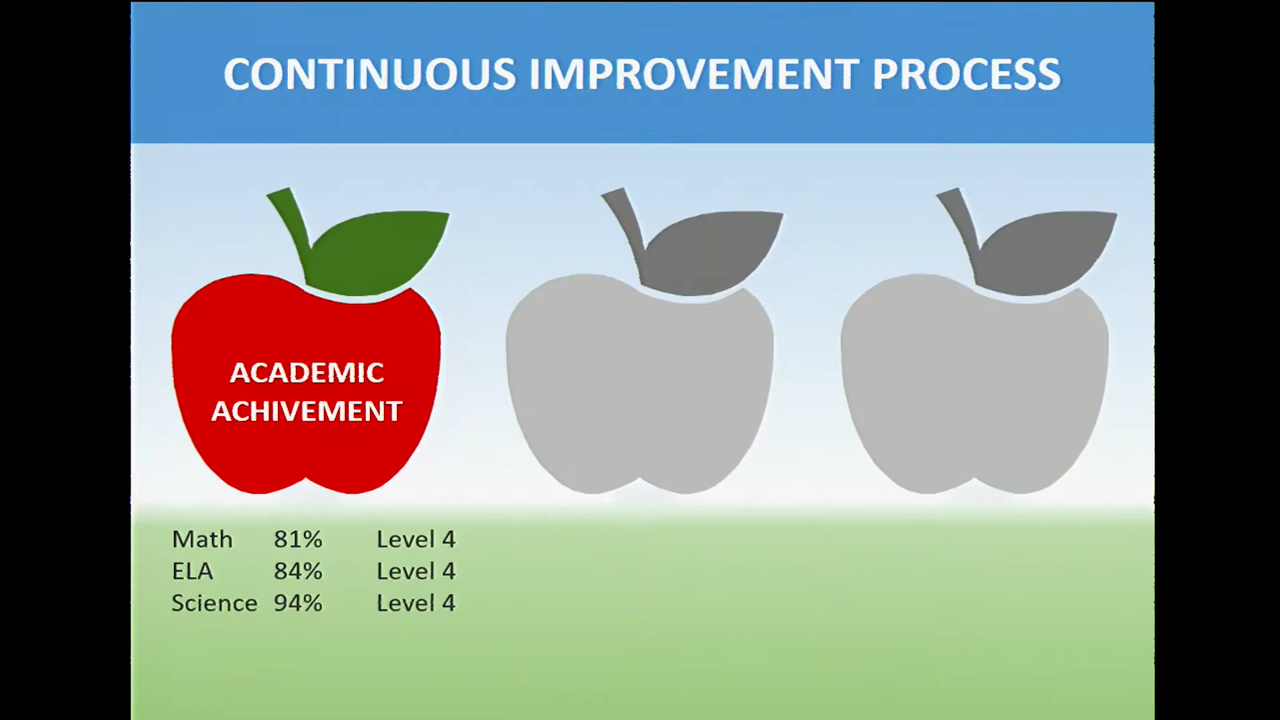 CONTINUOUS IMPROVEMENT PROCESS
ACADEMIC
ACHIVEMENT
Math 81% Level 4
ELA 84% Level 4
Science 94% Level 4